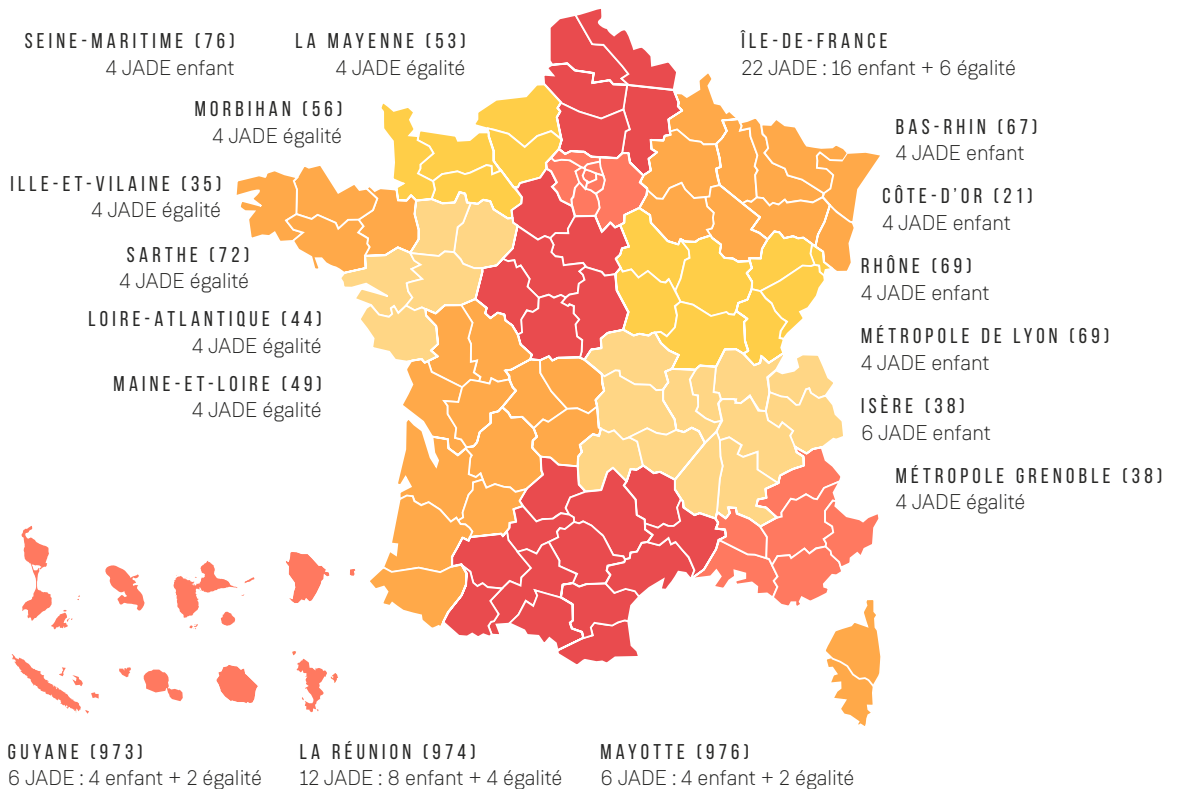 SEINE-MARITIME (76)
4 JADE enfant
LA MAYENNE (53)
4 JADE égalité
ÎLE-DE-FRANCE
22 JADE : 16 enfant + 6 égalité
MORBIHAN (56)
4 JADE égalité
BAS-RHIN (67)
4 JADE enfant
ILLE-ET-VILAINE (35)
4 JADE égalité
CÔTE-D'OR (21)
4 JADE enfant
SARTHE (72)
4 JADE égalité
RHÔNE (69)
4 JADE enfant
LOIRE-ATLANTIQUE (44)
4 JADE égalité
MÉTROPOLE DE LYON (69)
4 JADE enfant
MAINE-ET-LOIRE (49)
4 JADE égalité
ISÈRE (38)
6 JADE enfant
MÉTROPOLE GRENOBLE (38)
4 JADE égalité
GUYANE (973)
6 JADE : 4 enfant + 2 égalité
LA RÉUNION (974)
12 JADE : 8 enfant + 4 égalité
MAYOTTE (976)
6 JADE : 4 enfant + 2 égalité